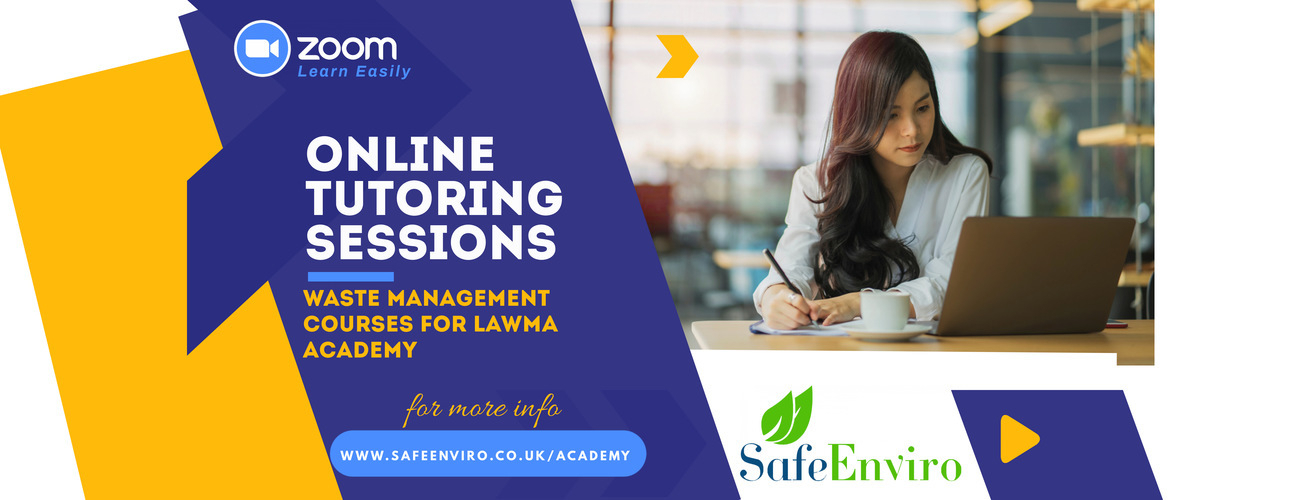 zoom
Learn Easily
ONLINE
TUTORING
SESSIONS
WASTE MANAGEMENT
COURSES FOR LAWMA
ACADEMY
for more info
WWW.SAFEENVIRO.CO.UK/ACADEMY
SafeEnviro